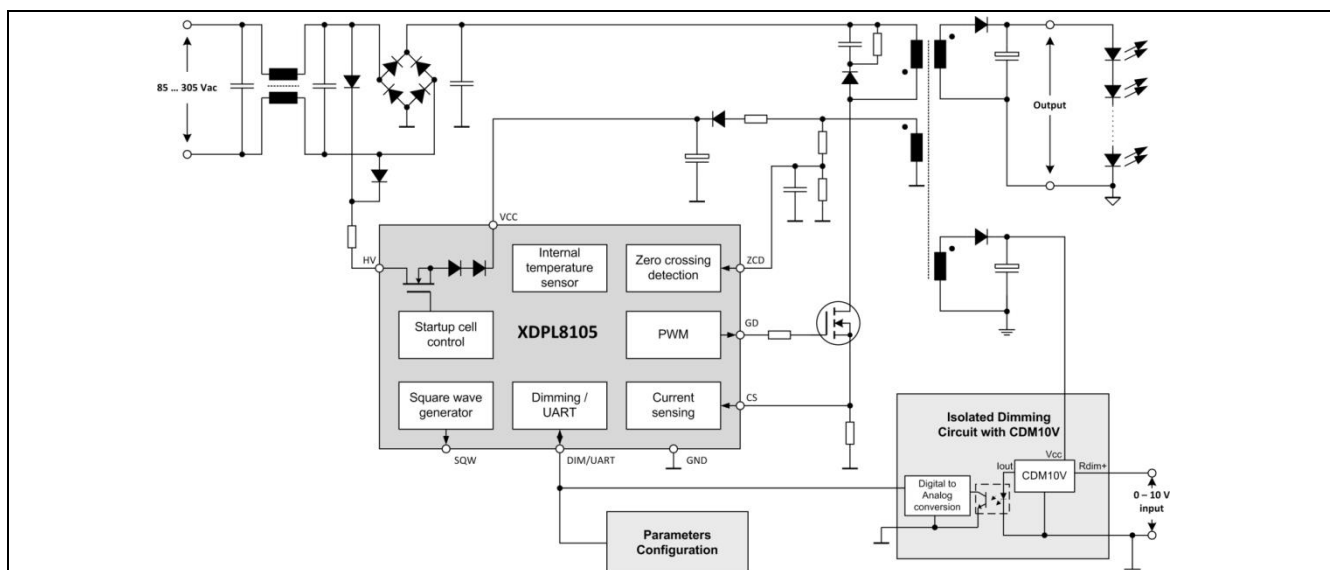 85 ... 305 Vac
Output
VCC
HV
Internal
temperature
sensor
Zero crossing
detection
ZCD
Startup cell
control
XDPL8105
PWM
GD
Square wave
generator
Dimming /
UART
Current
sensing
CS
SQW
DIM/UART
GND
Isolated Dimming
Circuit with CDM10V
Vcc
Iout
CDM10V
Rdim+
Digital to
Analog
conversion
0 – 10 V
input
Parameters
Configuration